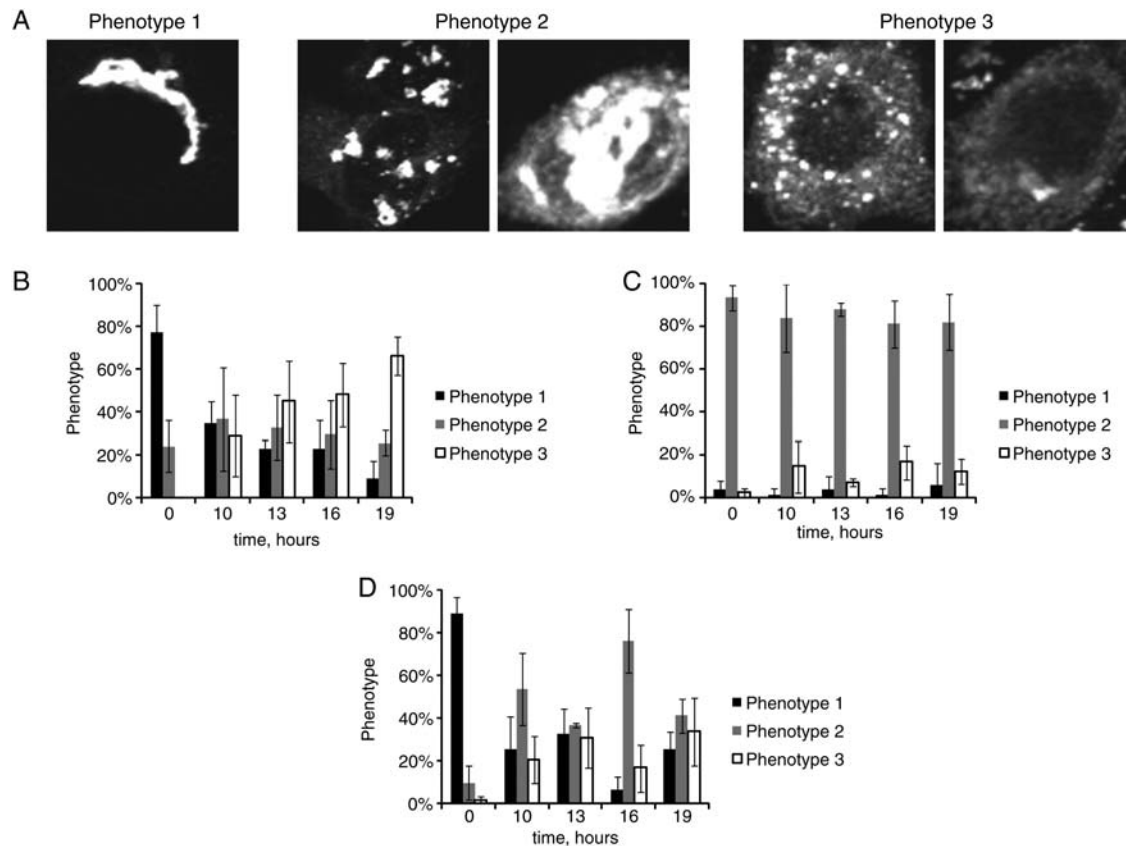 A
Phenotype 1
Phenotype 2
Phenotype 3
B
100%
80%
60%
40%
20%
0%
Phenotype
0 10 13 16 19
time, hours
Phenotype 1
Phenotype 2
Phenotype 3
C
100%
80%
60%
40%
20%
0%
Phenotype
0 10 13 16 19
time, hours
Phenotype 1
Phenotype 2
Phenotype 3
D
100%
80%
60%
40%
20%
0%
Phenotype
0 10 13 16 19
time, hours
Phenotype 1
Phenotype 2
Phenotype 3